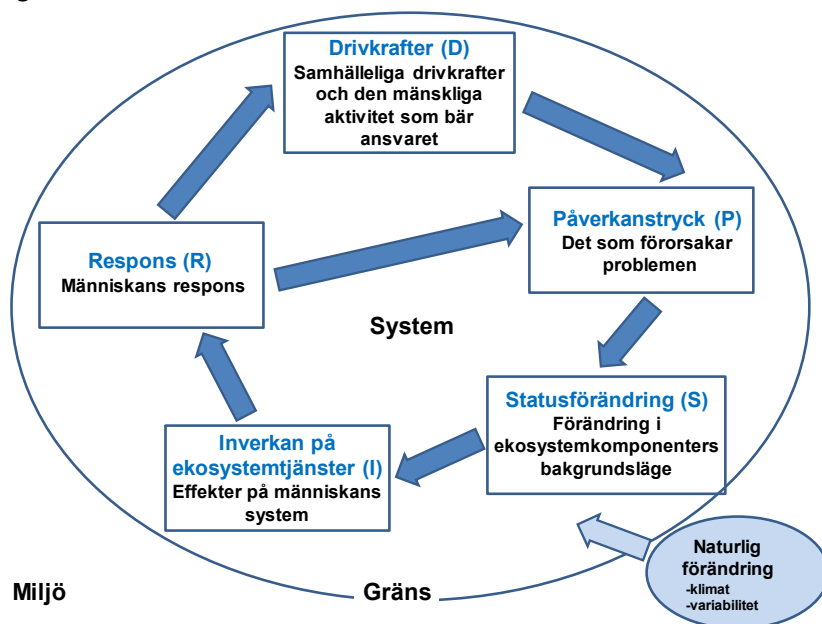 Drivkrafter (D)
Samhälleliga drivkrafter
och den mänskliga
aktivitet som bär
ansvaret
Påverkanstryck (P)
Det som förorsakar
problemen
Respons (R)
Människans respons
System
Statusförändring (S)
Förändring i
ekosystemkomponenters
bakgrundsläge
Inverkan på
ekosystemtjänster (I)
Effekter på människans
system
Naturlig
förändring
-klimat
-variabilitet
Miljö
Gräns